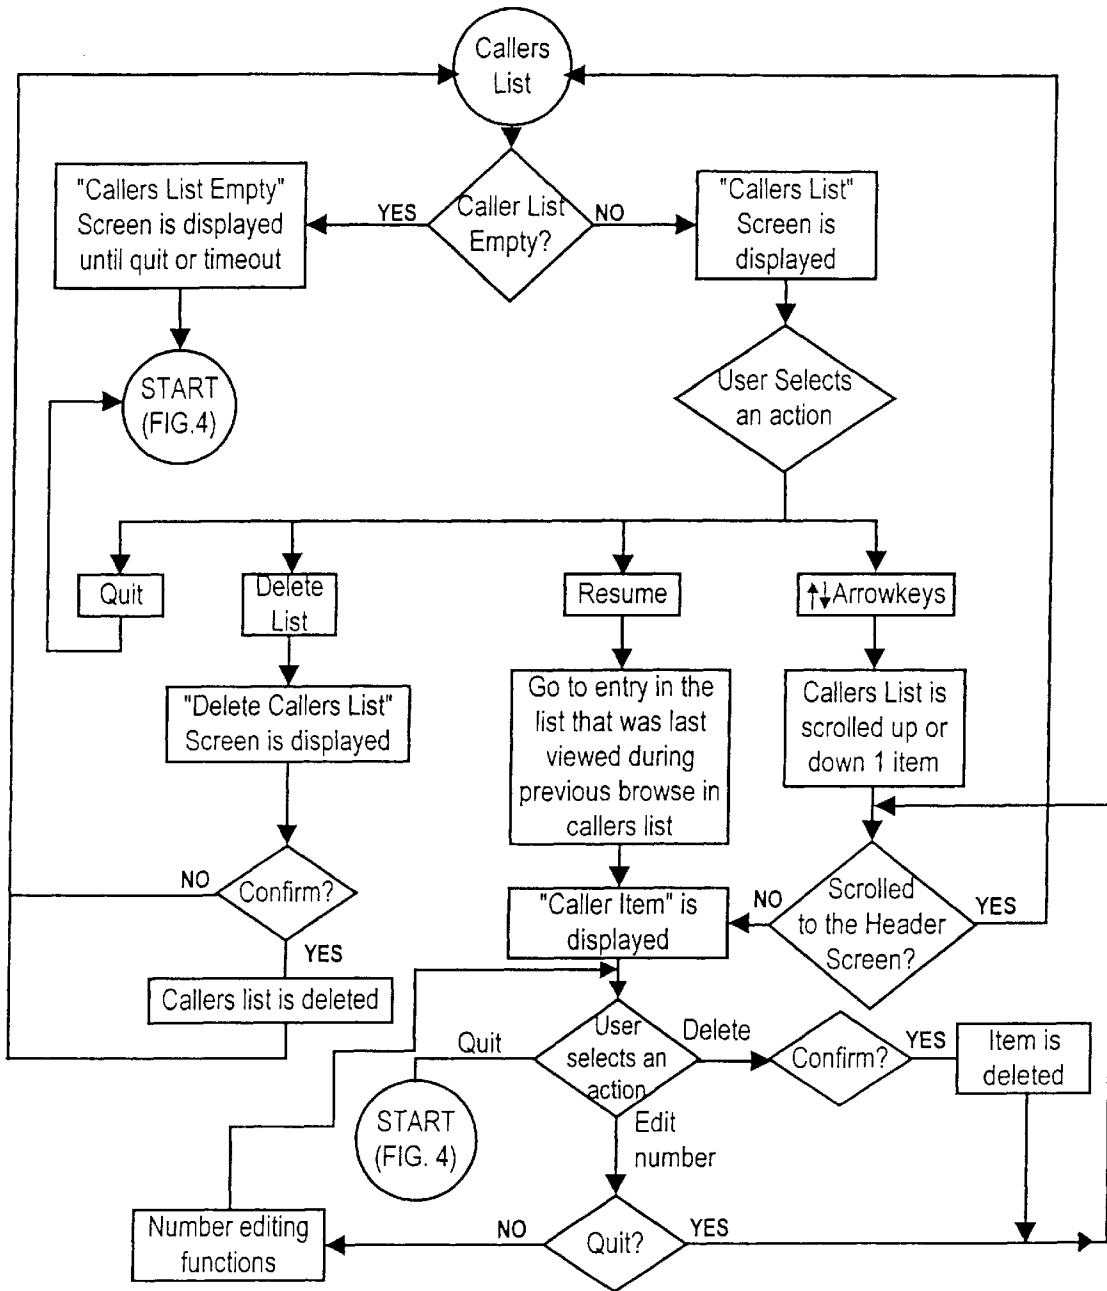 Callers
List
"Callers List Empty"
Screen is displayed
until quit or timeout
YES
Caller List
Empty?
NO
"Callers List"
Screen is
displayed
START
(FIG.4)
User Selects
an action
Quit
Delete
List
Resume
↑↓Arrowkeys
"Delete Callers List"
Screen is displayed
Go to entry in the
list that was last
viewed during
previous browse in
callers list
Callers List is
scrolled up or
down 1 item
NO
Confirm?
YES
Callers list is deleted
"Caller Item" is
displayed
NO
Scrolled
to the Header
Screen?
YES
Quit
User
selects an
action
Delete
Confirm?
YES
Item is
deleted
START
(FIG. 4)
Edit
number
Number editing
functions
NO
Quit?
YES